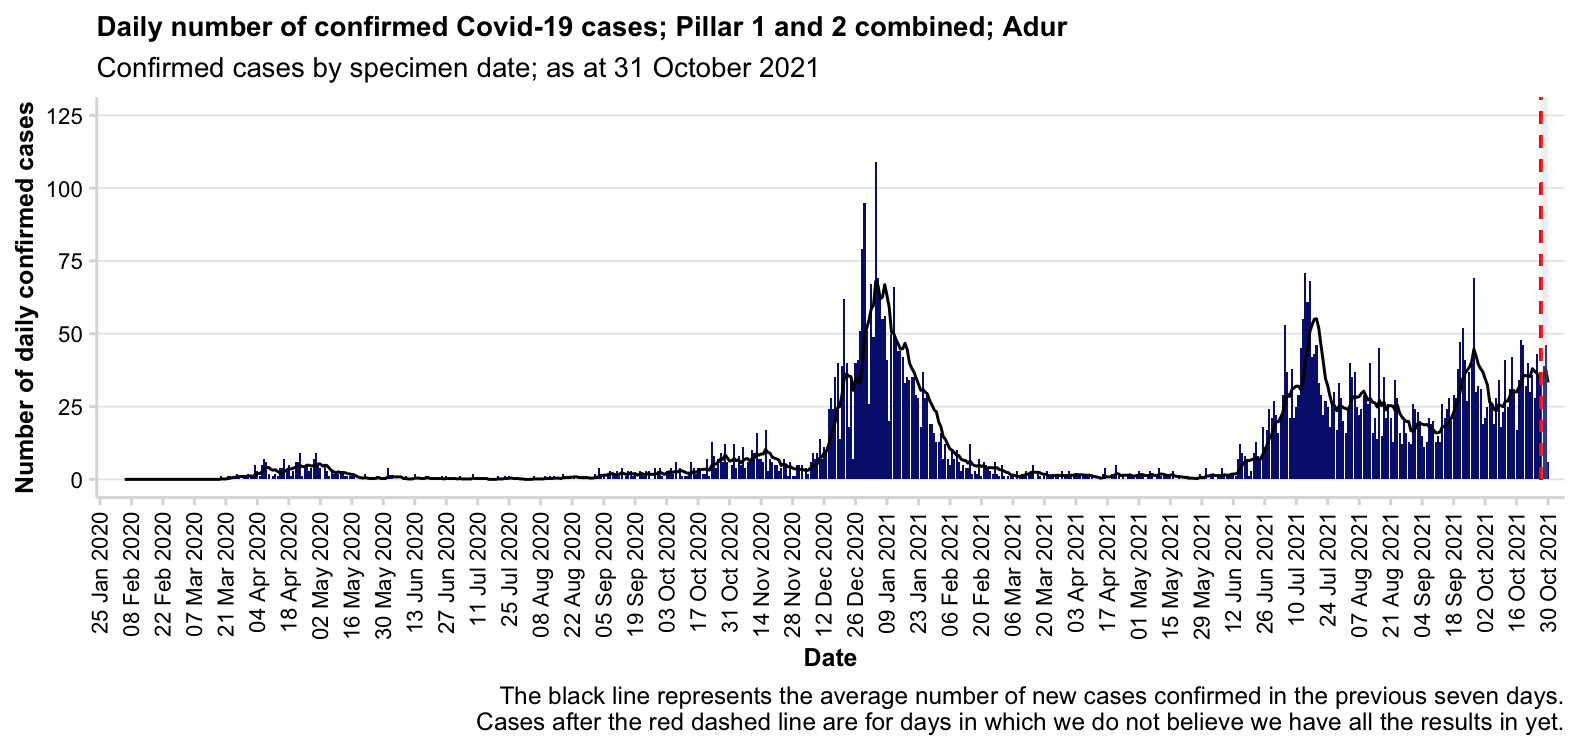 Daily number of confirmed Covid-19 cases; Pillar 1 and 2 combined; Adur
Confirmed cases by specimen date; as at 31 October 2021
Number of daily confirmed cases
125
100
75
50
25
0
25 Jan 2020
08 Feb 2020
22 Feb 2020
07 Mar 2020
21 Mar 2020
04 Apr 2020
18 Apr 2020
02 May 2020
16 May 2020
30 May 2020
13 Jun 2020
27 Jun 2020
11 Jul 2020
25 Jul 2020
08 Aug 2020
22 Aug 2020
05 Sep 2020
19 Sep 2020
03 Oct 2020
17 Oct 2020
31 Oct 2020
14 Nov 2020
28 Nov 2020
12 Dec 2020
26 Dec 2020
09 Jan 2021
23 Jan 2021
06 Feb 2021
20 Feb 2021
06 Mar 2021
20 Mar 2021
03 Apr 2021
17 Apr 2021
01 May 2021
15 May 2021
29 May 2021
12 Jun 2021
26 Jun 2021
10 Jul 2021
24 Jul 2021
07 Aug 2021
21 Aug 2021
04 Sep 2021
18 Sep 2021
02 Oct 2021
16 Oct 2021
30 Oct 2021
Date
The black line represents the average number of new cases confirmed in the previous seven days.
Cases after the red dashed line are for days in which we do not believe we have all the results in yet.